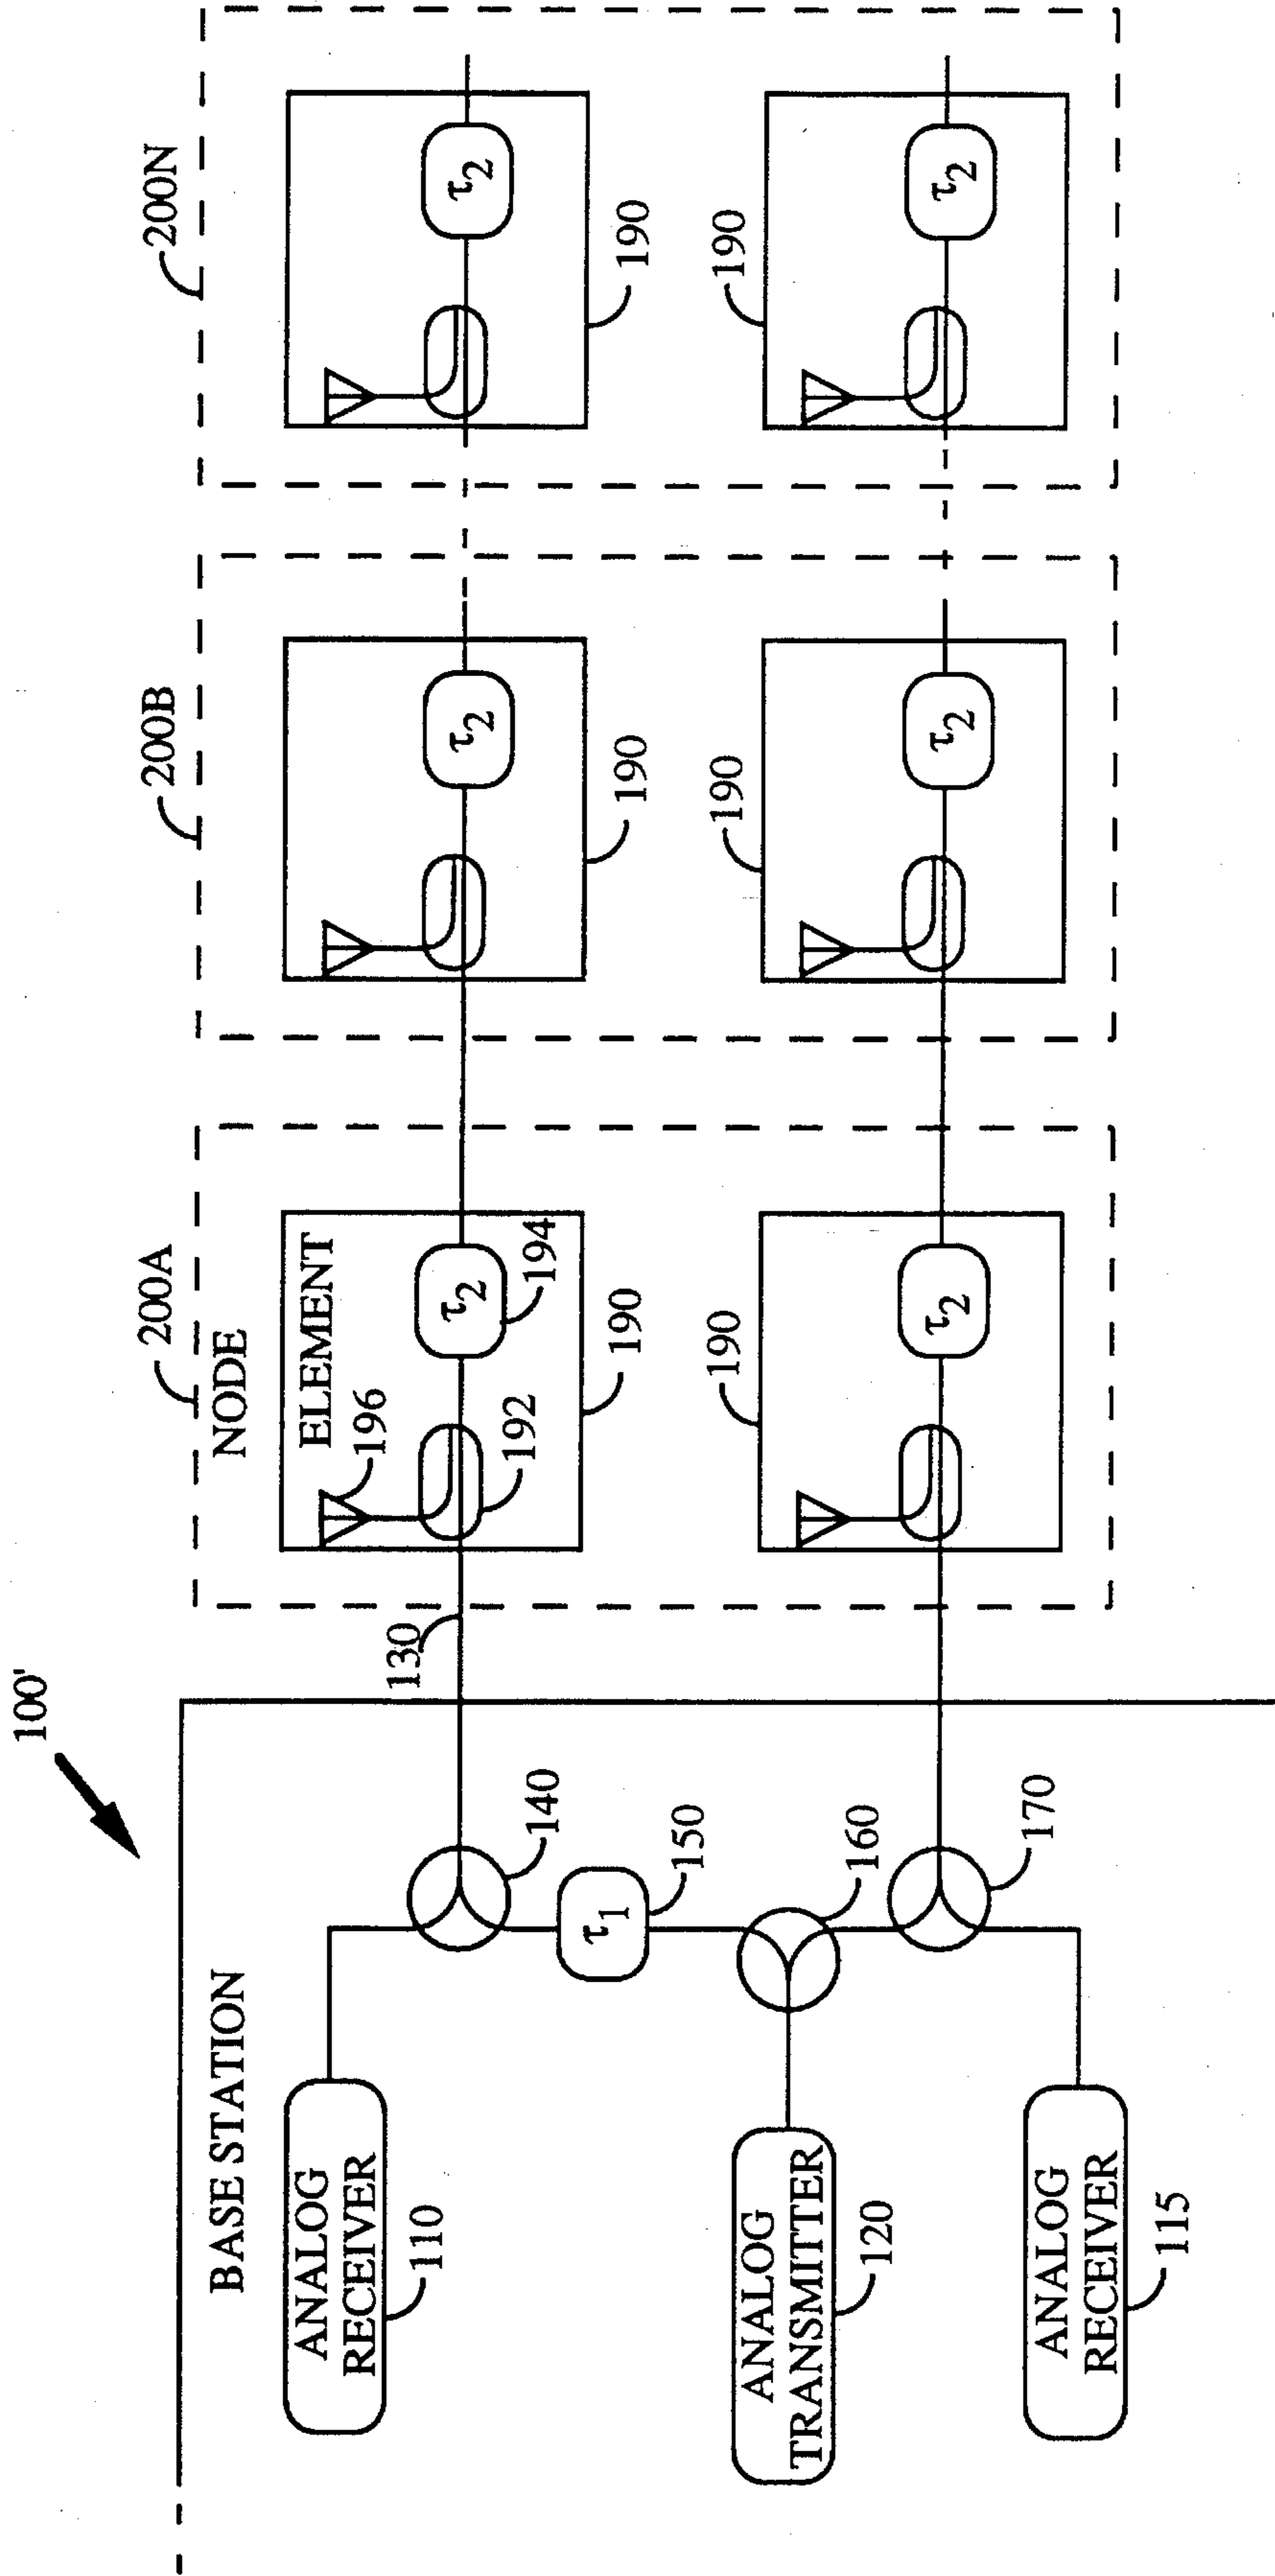 100'
BASE STATION
ANALOG
RECEIVER
110
ANALOG
TRANSMITTER
120
ANALOG
RECEIVER
115
140
τ1
150
160
170
130
200A
NODE
ELEMENT
196
192
τ2
194
190
190
τ2
200B
τ2
190
190
τ2
200N
τ2
190
190
τ2